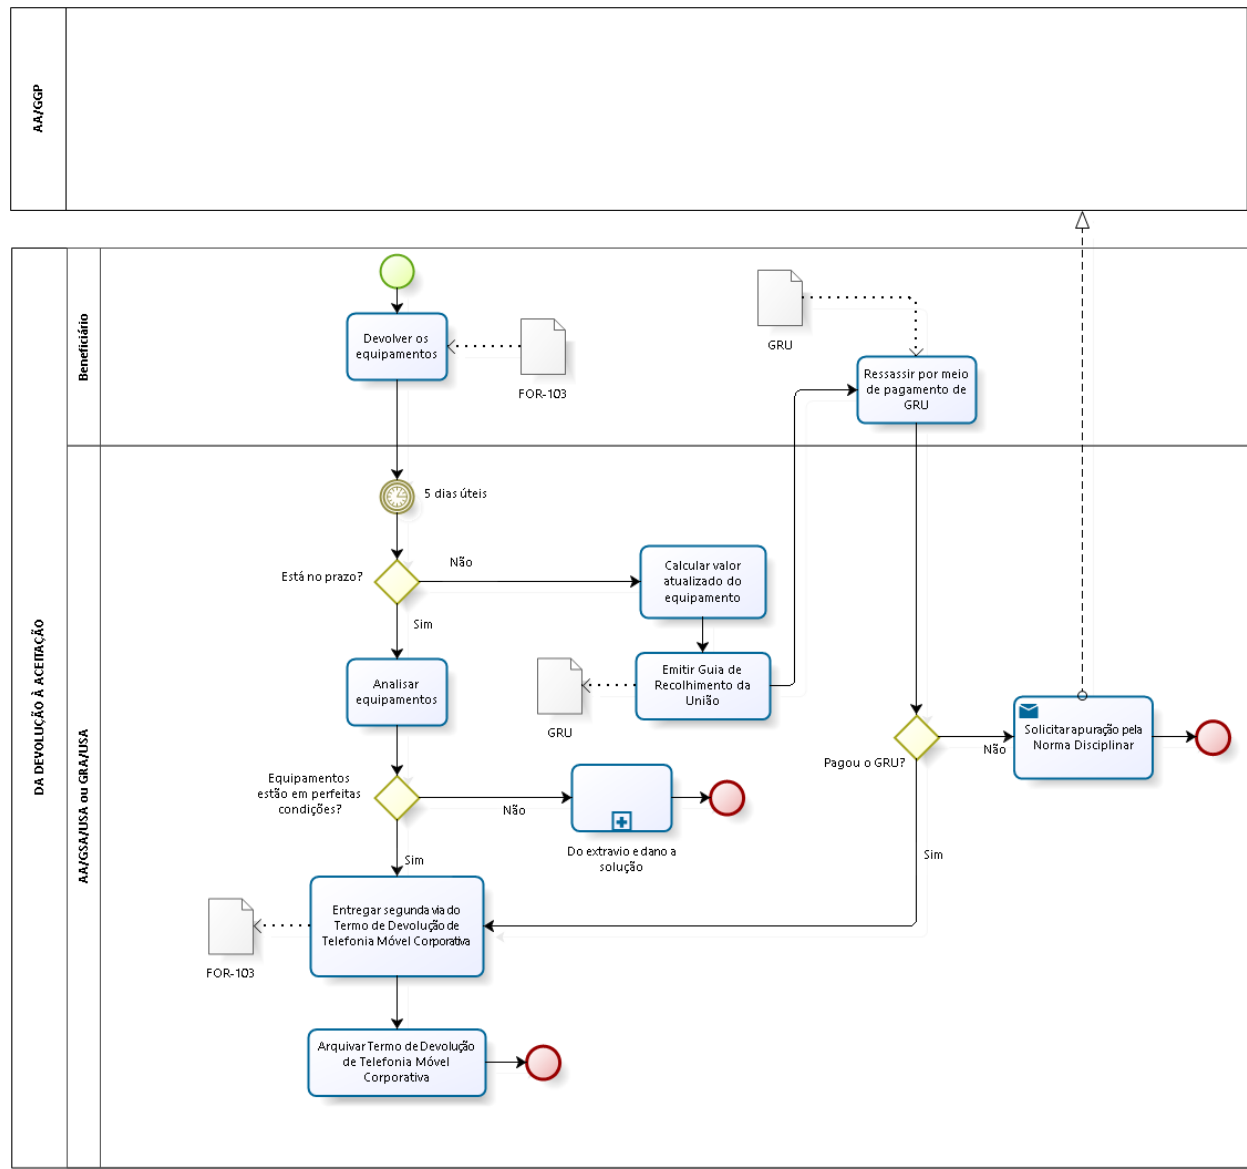 AA/GGP
DA DEVOLUÇÃO À ACEITAÇÃO
Beneficiário
AA/GSA/USA ou GRA/USA
Devolver os
equipamentos
FOR-103
GRU
Ressassir por meio
de pagamento de
GRU
5 dias úteis
Está no prazo?
Não
Sim
Calcular valor
atualizado do
equipamento
Emitir Guia de
Recolhimento da
União
GRU
Analisar
equipamentos
Equipamentos
estão em perfeitas
condições?
Não
Sim
Do extravio e dano a
solução
Pagou o GRU?
Não
Sim
Solicitar apuração pela
Norma Disciplinar
Entregar segunda via do
Termo de Devolução de
Telefonia Móvel Corporativa
FOR-103
Arquivar Termo de Devolução
de Telefonia Móvel
Corporativa